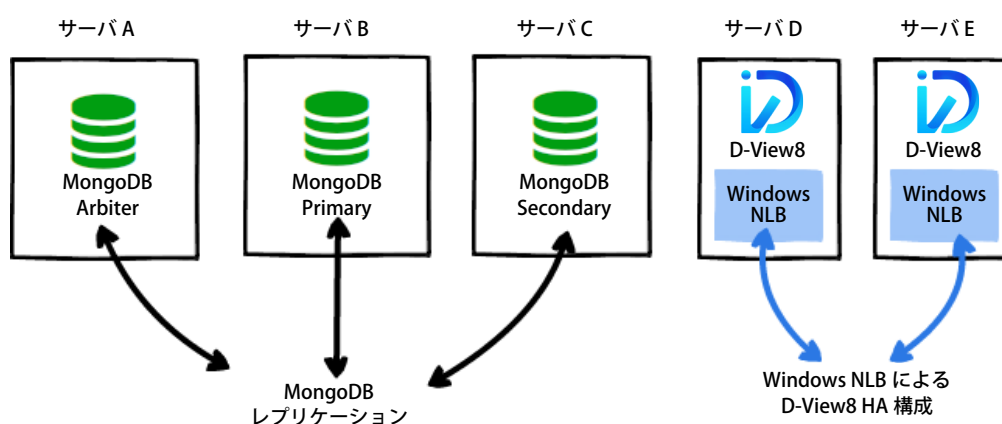 サーバ A
サーバ B
サーバ C
サーバ D
サーバ E
MongoDB
Arbiter
MongoDB
Primary
MongoDB
Secondary
D-View8
Windows
NLB
D-View8
Windows
NLB
MongoDB
レプリケーション
Windows NLB による
D-View8 HA 構成